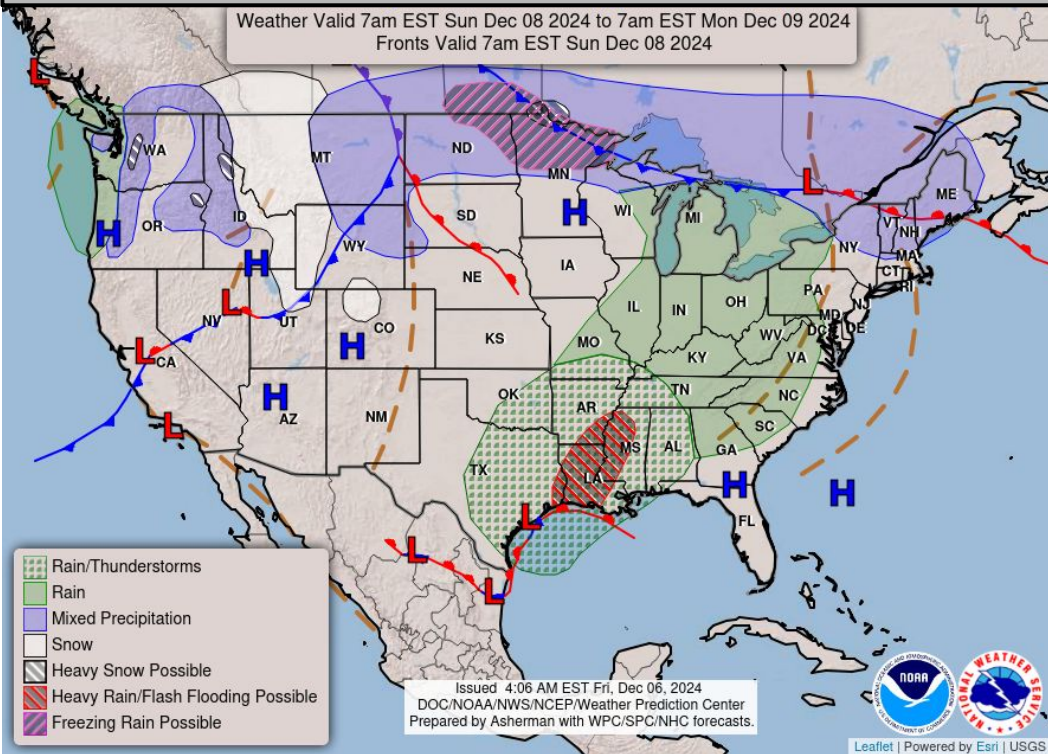 Weather Valid 7am EST Sun Dec 08 2024 to 7am EST Mon Dec 09 2024
Fronts Valid 7am EST Sun Dec 08 2024
L
WA
MT
ND
MN
L
ME
H
OR
ID
SD
H
WI
MI
VT
NH
WY
NY
MA
H
NE
IA
CT
RI
L
NV
UT
CO
IL
IN
OH
PA
NJ
MD
DE
DC
H
KS
MO
WV
VA
L
CA
KY
H
AZ
NM
OK
AR
TN
NC
L
SC
TX
MS
AL
GA
LA
H
H
L
FL
L
L
Rain/Thunderstorms
Rain
Mixed Precipitation
Snow
Heavy Snow Possible
Heavy Rain/Flash Flooding Possible
Freezing Rain Possible
Issued 4:06 AM EST Fri, Dec 06, 2024
DOC/NOAA/NWS/NCEP/Weather Prediction Center
Prepared by Asherman with WPC/SPC/NHC forecasts.
NOAA
NATIONAL WEATHER SERVICE
Leaflet | Powered by Esri | USGS